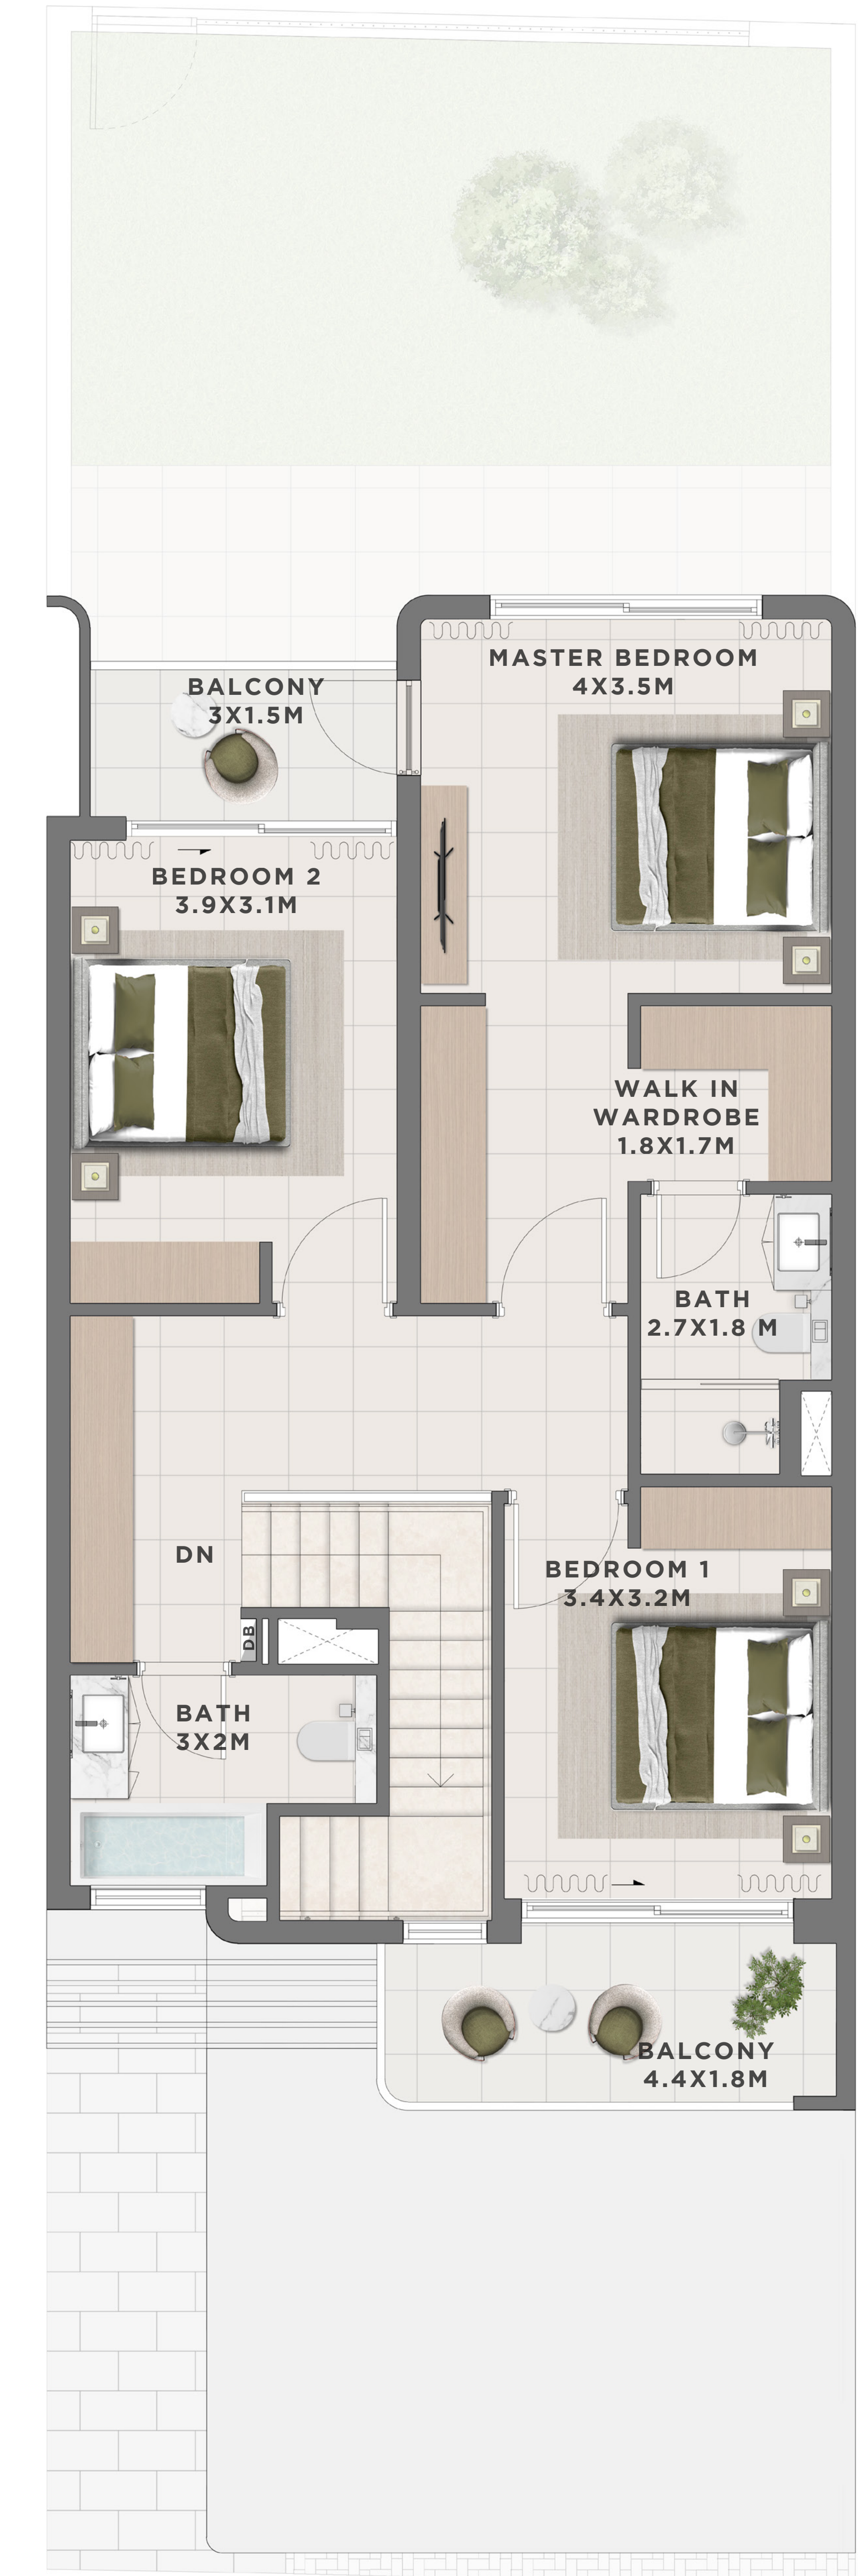 MASTER BEDROOM
4X3.5M
BALCONY
3X1.5M
BEDROOM 2
3.9X3.1M
WALK IN
WARDROBE
1.8X1.7M
BATH
2.7X1.8 M
DN
BEDROOM 1
3.4X3.2M
DB
BATH
3X2M
BALCONY
4.4X1.8M